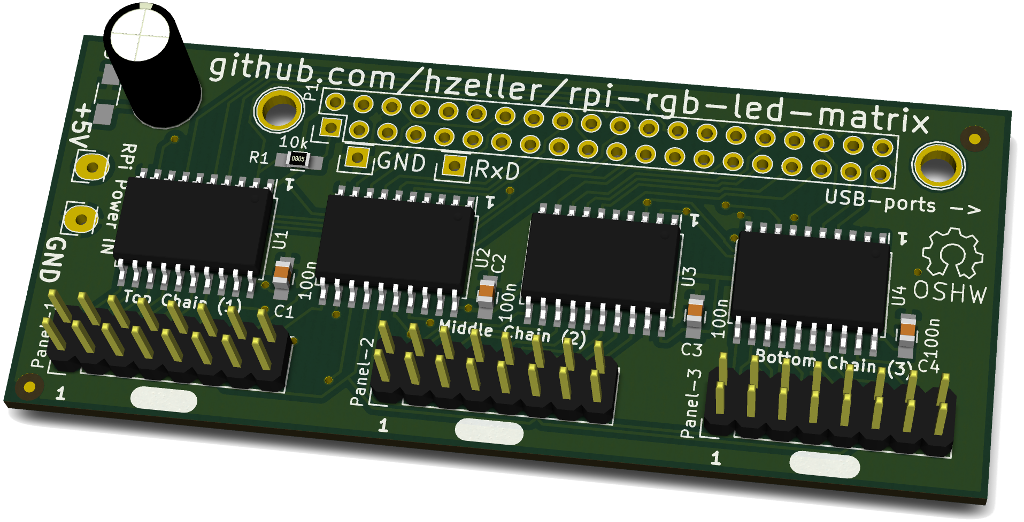 github.com/hzeller/rpi-rgb-led-matrix
P1
+5V
RPi Power IN
GND
10k
R1
0805
GND
RxD
USB-ports ->
1
1
1
1
U1
100n
C1
U2
C2
100n
U3
100n
C3
U4
100n
C4
OSHW
Top Chain (1)
Middle Chain (2)
Bottom Chain (3)
Panel-1
Panel-2
Panel-3
1
1
1